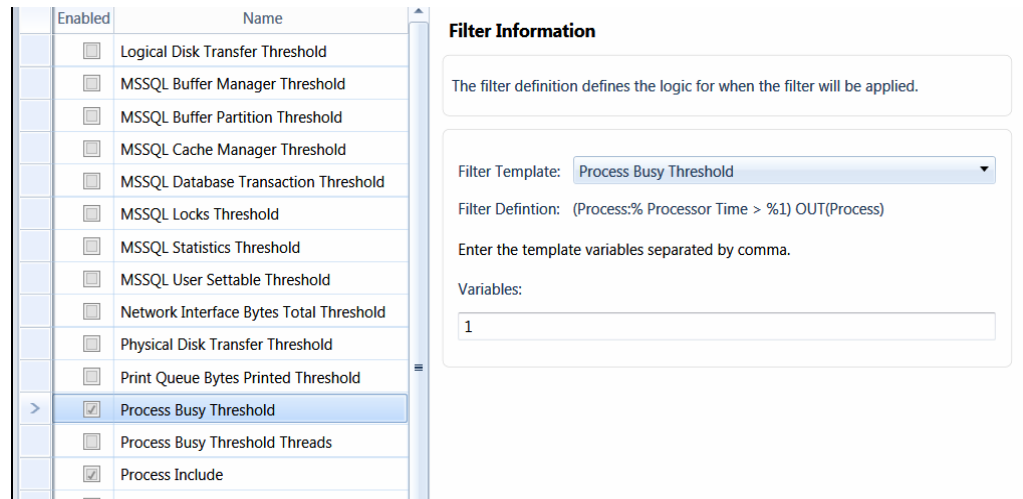 Enabled Name
Logical Disk Transfer Threshold
MSSQL Buffer Manager Threshold
MSSQL Buffer Partition Threshold
MSSQL Cache Manager Threshold
MSSQL Database Transaction Threshold
MSSQL Locks Threshold
MSSQL Statistics Threshold
MSSQL User Settable Threshold
Network Interface Bytes Total Threshold
Physical Disk Transfer Threshold
Print Queue Bytes Printed Threshold
Process Busy Threshold
Process Busy Threshold Threads
Process Include
Filter Information
The filter definition defines the logic for when the filter will be applied.
Filter Template: Process Busy Threshold
Filter Defintion: (Process:% Processor Time > %1) OUT(Process)
Enter the template variables separated by comma.
Variables:
1